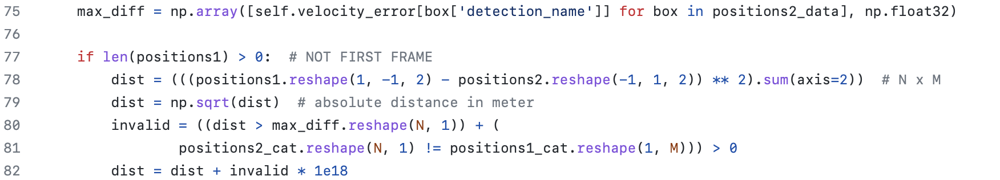 75 max_diff = np.array([self.velocity_error[box['detection_name']] for box in positions2_data], np.float32)
76
77 if len(positions1) > 0:  # NOT FIRST FRAME
78 dist = (((positions1.reshape(1, -1, 2) - positions2.reshape(-1, 1, 2)) ** 2).sum(axis=2))  # N x M
79 dist = np.sqrt(dist)  # absolute distance in meter
80 invalid = ((dist > max_diff.reshape(N, 1)) + (
81 positions2_cat.reshape(N, 1) != positions1_cat.reshape(1, M))) > 0
82 dist = dist + invalid * 1e18